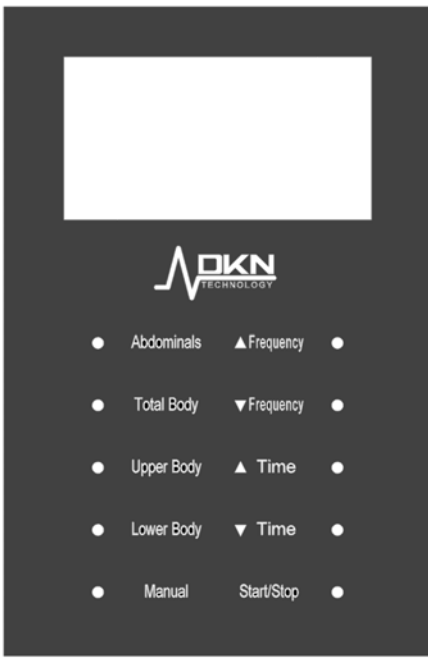 DKN
TECHNOLOGY
Abdominals ▲Frequency
Total Body ▼Frequency
Upper Body ▲ Time
Lower Body ▼ Time
Manual Start/Stop